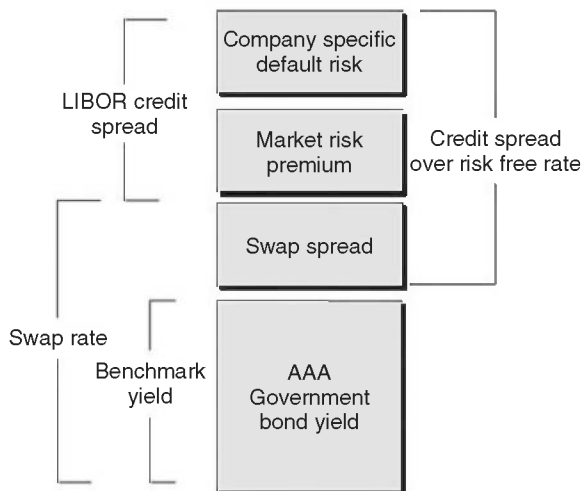 Company specific
default risk
LIBOR credit
spread
Market risk
premium
Credit spread
over risk free rate
Swap spread
Swap rate
Benchmark
yield
AAA
Government
bond yield